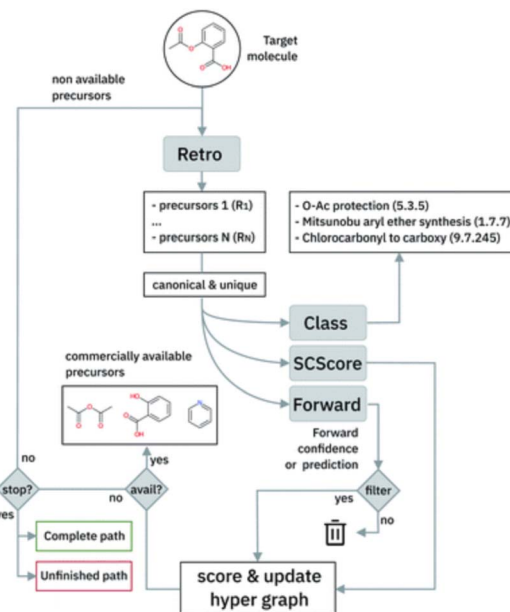 Target
molecule
non available
precursors
Retro
- precursors 1 (R1)
...
- precursors N (RN)
- O-Ac protection (5.3.5)
- Mitsunobu aryl ether synthesis (1.7.7)
- Chlorocarbonyl to carboxy (9.7.245)
canonical & unique
Class
SCScore
Forward
commercially available
precursors
HO
OH
N
Forward
confidence
or prediction
no
yes
stop?
no
avail?
yes
filter
no
yes
Complete path
Unfinished path
score & update
hyper graph